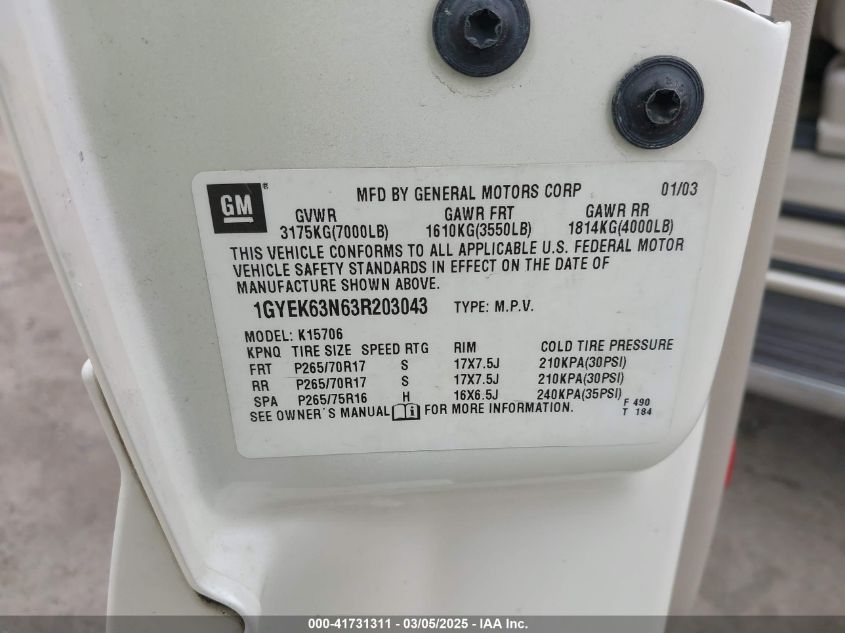 GM ® MFD BY GENERAL MOTORS CORP 01/03
GVWR GAWR FRT GAWR RR
3175KG(7000LB) 1610KG(3550LB) 1814KG(4000LB)
THIS VEHICLE CONFORMS TO ALL APPLICABLE U.S. FEDERAL MOTOR
VEHICLE SAFETY STANDARDS IN EFFECT ON THE DATE OF
MANUFACTURE SHOWN ABOVE.
1GYEK63N63R203043 TYPE: M.P.V.
MODEL: K15706
KPNQ TIRE SIZE SPEED RTG RIM COLD TIRE PRESSURE
FRT P265/70R17 S 17X7.5J 210KPA(30PSI)
RR P265/70R17 S 17X7.5J 210KPA(30PSI)
SPA P265/75R16 H 16X6.5J 240KPA(35PSI) F 490
SEE OWNER'S MANUAL i FOR MORE INFORMATION. T 184
000-41731311 - 03/05/2025 - IAA Inc.